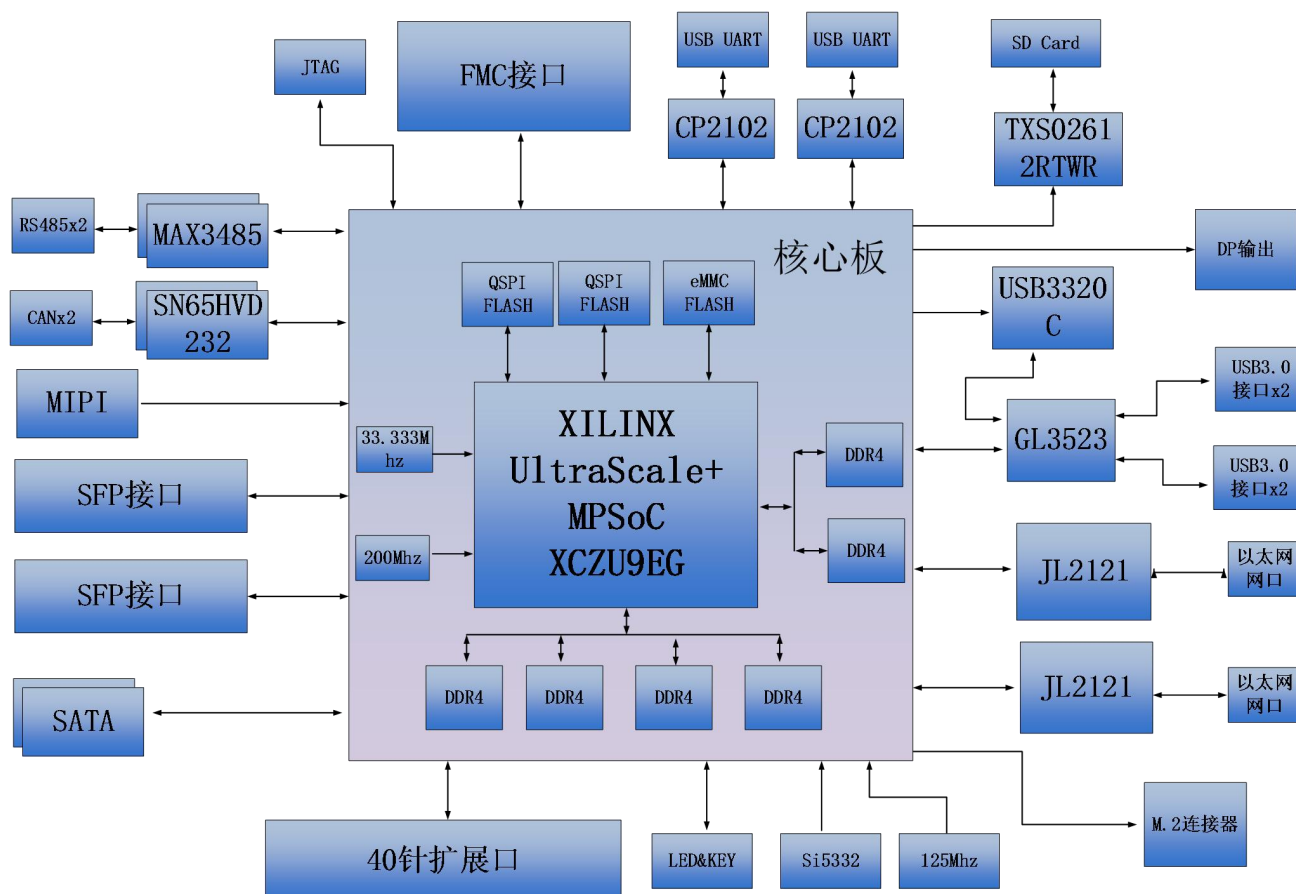 JTAG
FMC接口
USB UART
USB UART
SD Card
CP2102
CP2102
TXS0261
2RTWR
RS485x2
MAX3485
DP输出
核心板
CANx2
SN65HVD
232
QSPI
FLASH
QSPI
FLASH
eMMC
FLASH
USB3320
C
MIPI
USB3.0
接口x2
33.333M
hz
XILINX
UltraScale+
MPSoC
XCZU9EG
DDR4
GL3523
SFP接口
USB3.0
接口x2
200Mhz
DDR4
JL2121
以太网
网口
SFP接口
DDR4
DDR4
DDR4
DDR4
JL2121
以太网
网口
SATA
M.2连接器
40针扩展口
LED&KEY
Si5332
125Mhz